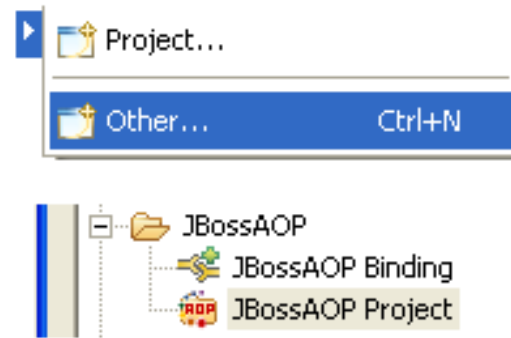 Project...
Other... Ctrl+N
JBossAOP
JBossAOP Binding
AOP JBossAOP Project